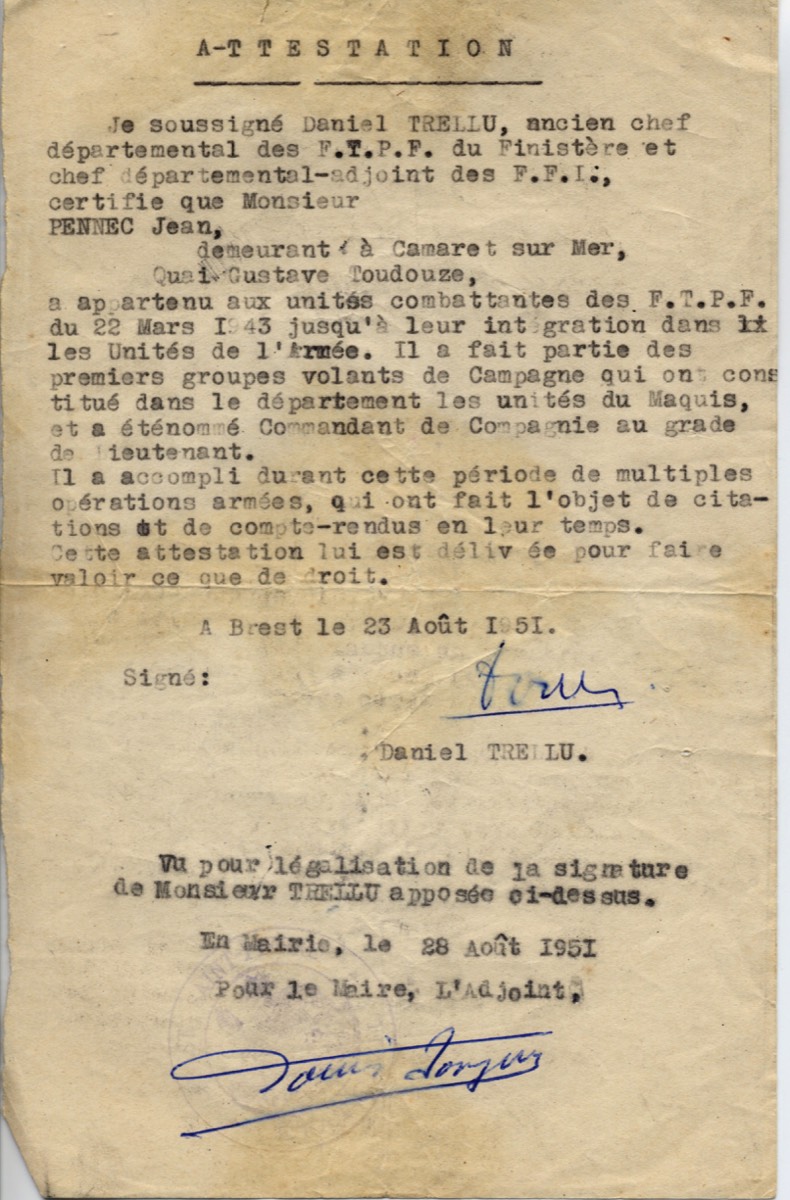 A-TTESTATION
Je soussigné Daniel TRELLU, ancien chef
départemental des F.T.P.F. du Finistère et
chef départemental-adjoint des F.F.I.,
certifie que Monsieur
PENNEC Jean,
demeurant à Camaret sur Mer,
Quai Gustave Toudouze,
a appartenu aux unités combattantes des F.T.P.F.
du 22 Mars I943 jusqu'à leur intégration dans
les Unités de l'Armée. Il a fait partie des
premiers groupes volants de Campagne qui ont cons
titué dans le département les unités du Maquis,
et a éténommé Commandant de Compagnie au grade
de lieutenant.
Il a accompli durant cette période de multiples
opérations armées, qui ont fait l'objet de cita-
tions et de compte-rendus en leur temps.
Cette attestation lui est délivrée pour faire
valoir ce que de droit.
A Brest le 23 Août I951.
Signé:
Daniel TRELLU.
Vu pour légalisation de la signature
de Monsieur TRELLU apposée ci-dessus.
En Mairie, le 28 Août I95I
Pour le Maire, L'Adjoint,